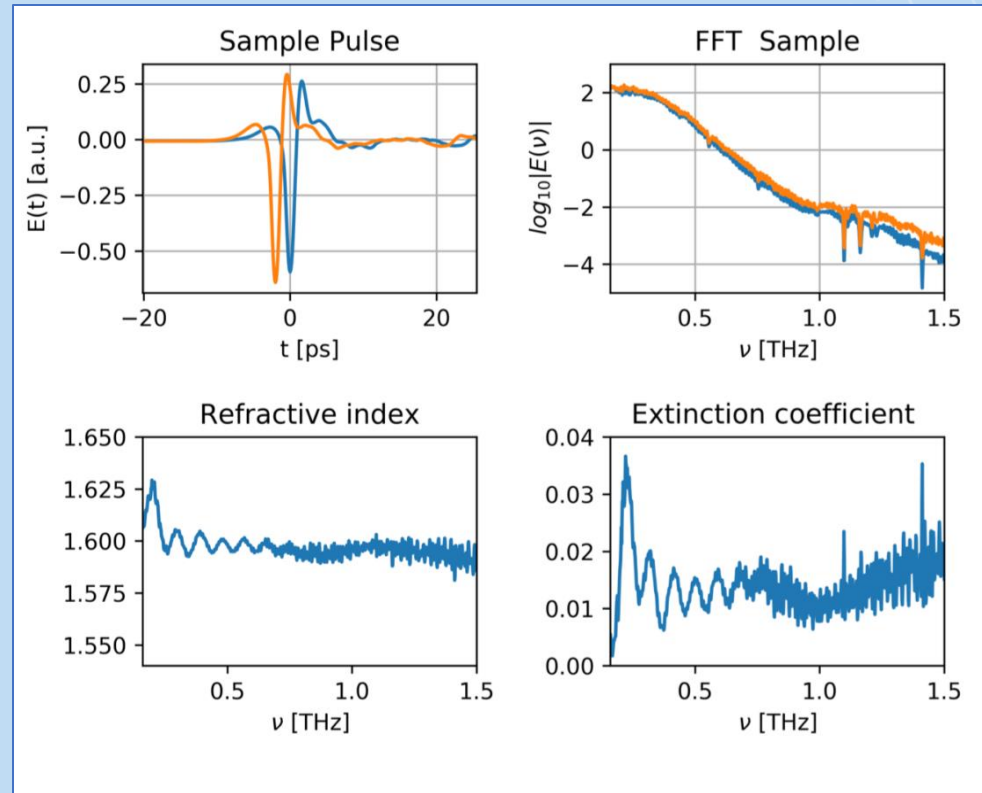 Sample Pulse
E(t) [a.u.]
0.25
0.00
−0.25
−0.50
−20 0 20
t [ps]
FFT  Sample
log₁₀|E(ν)|
2
0
−2
−4
0.5 1.0 1.5
ν [THz]
Refractive index
1.650
1.625
1.600
1.575
1.550
0.5 1.0 1.5
ν [THz]
Extinction coefficient
0.04
0.03
0.02
0.01
0.00
0.5 1.0 1.5
ν [THz]